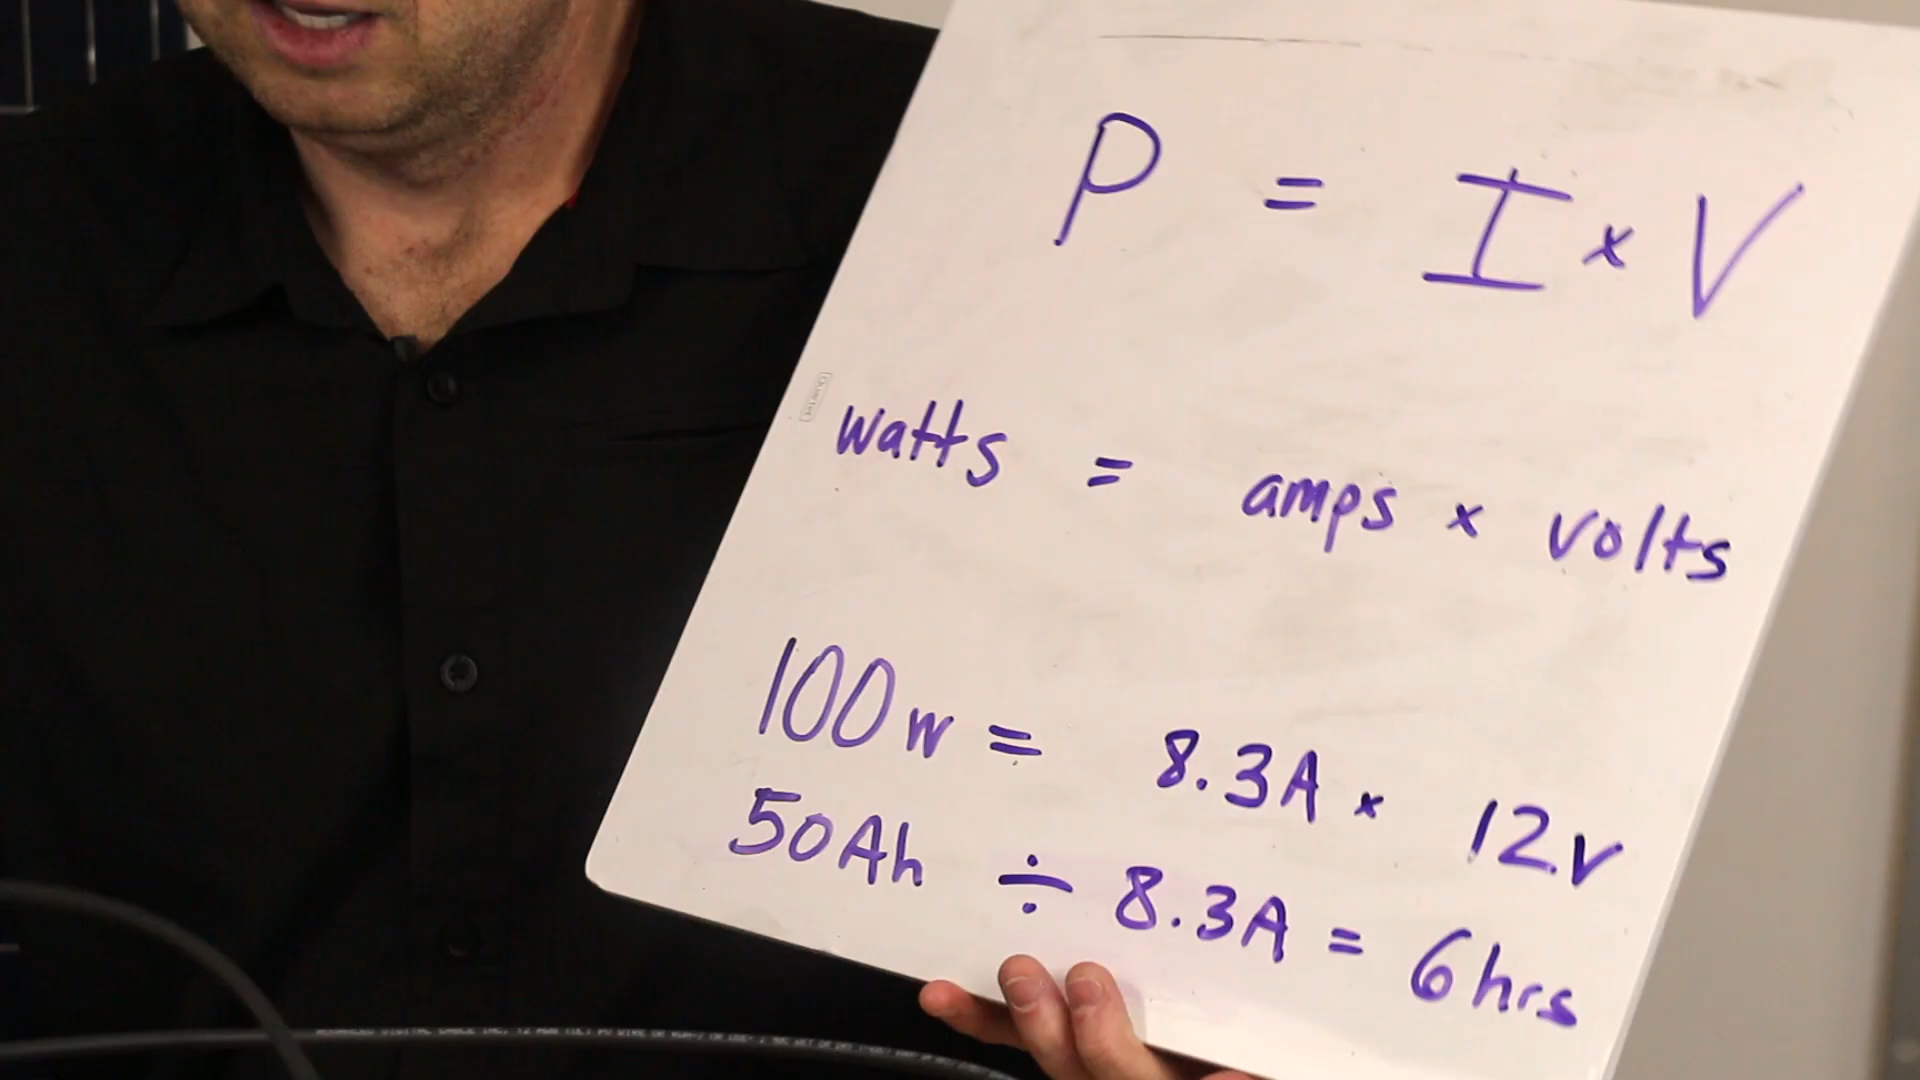 P = I × V
watts = amps × volts
100w = 8.3A × 12v
50Ah ÷ 8.3A = 6hrs